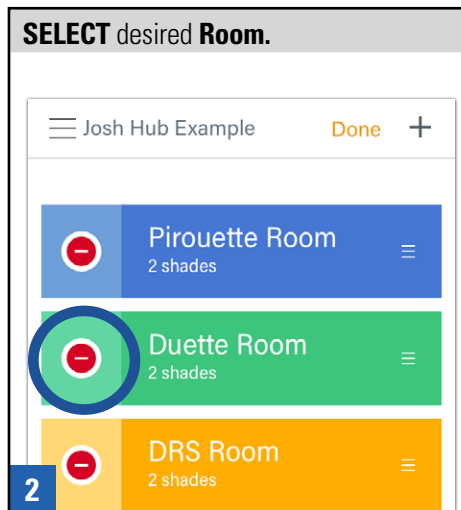 SELECT desired Room.
Josh Hub Example Done +
Pirouette Room
2 shades
Duette Room
2 shades
DRS Room
2 shades
2